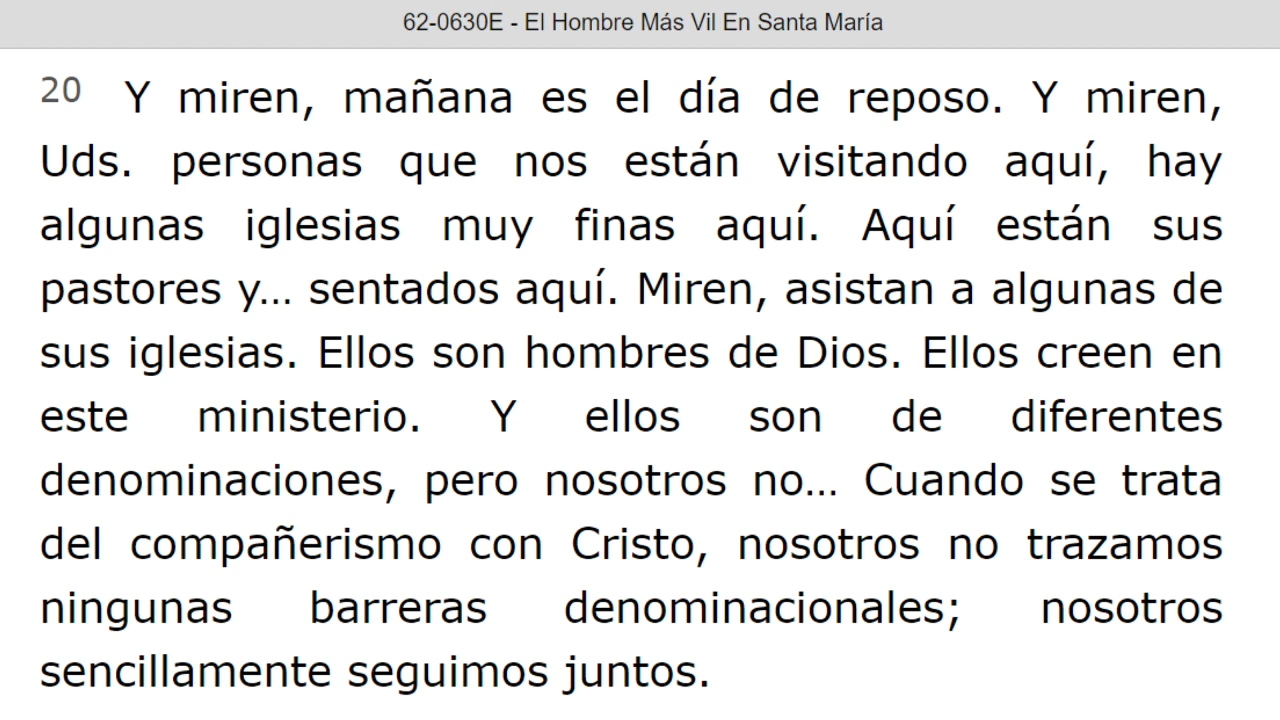 62-0630E - El Hombre Más Vil En Santa María
20 Y miren, mañana es el día de reposo. Y miren,
Uds. personas que nos están visitando aquí, hay
algunas iglesias muy finas aquí. Aquí están sus
pastores y... sentados aquí. Miren, asistan a algunas de
sus iglesias. Ellos son hombres de Dios. Ellos creen en
este ministerio. Y ellos son de diferentes
denominaciones, pero nosotros no... Cuando se trata
del compañerismo con Cristo, nosotros no trazamos
ningunas barreras denominacionales; nosotros
sencillamente seguimos juntos.